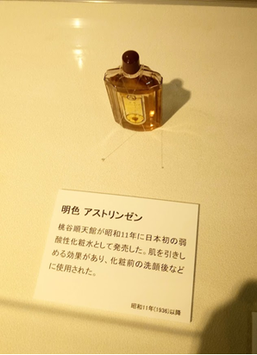 明色 アストリンゼン
桃谷順天館が昭和11年に日本初の弱
酸性化粧水として発売した。肌を引きし
める効果があり、化粧前の洗顔後など
に使用された。
昭和11年(1936)以降